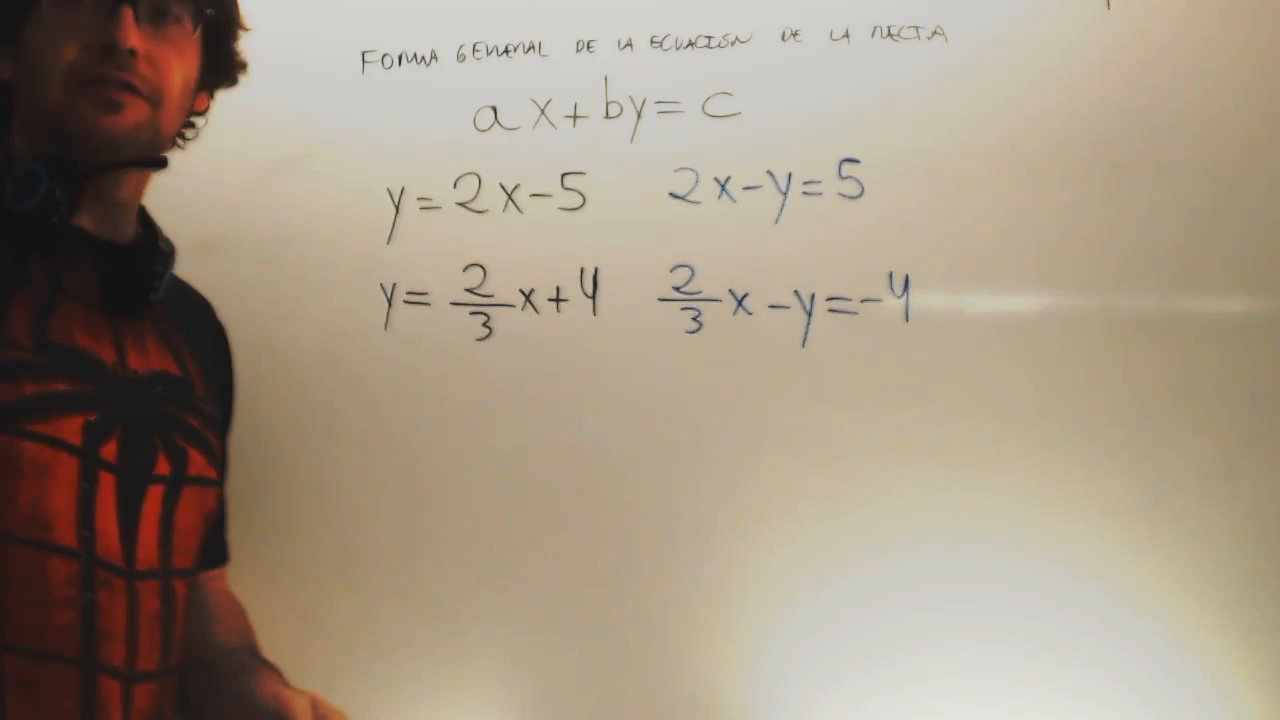 FORMA GENERAL DE LA ECUACION DE LA RECTA
ax+by=c
y=2x-5 2x-y=5
y=2/3x+4 2/3x-y=-4